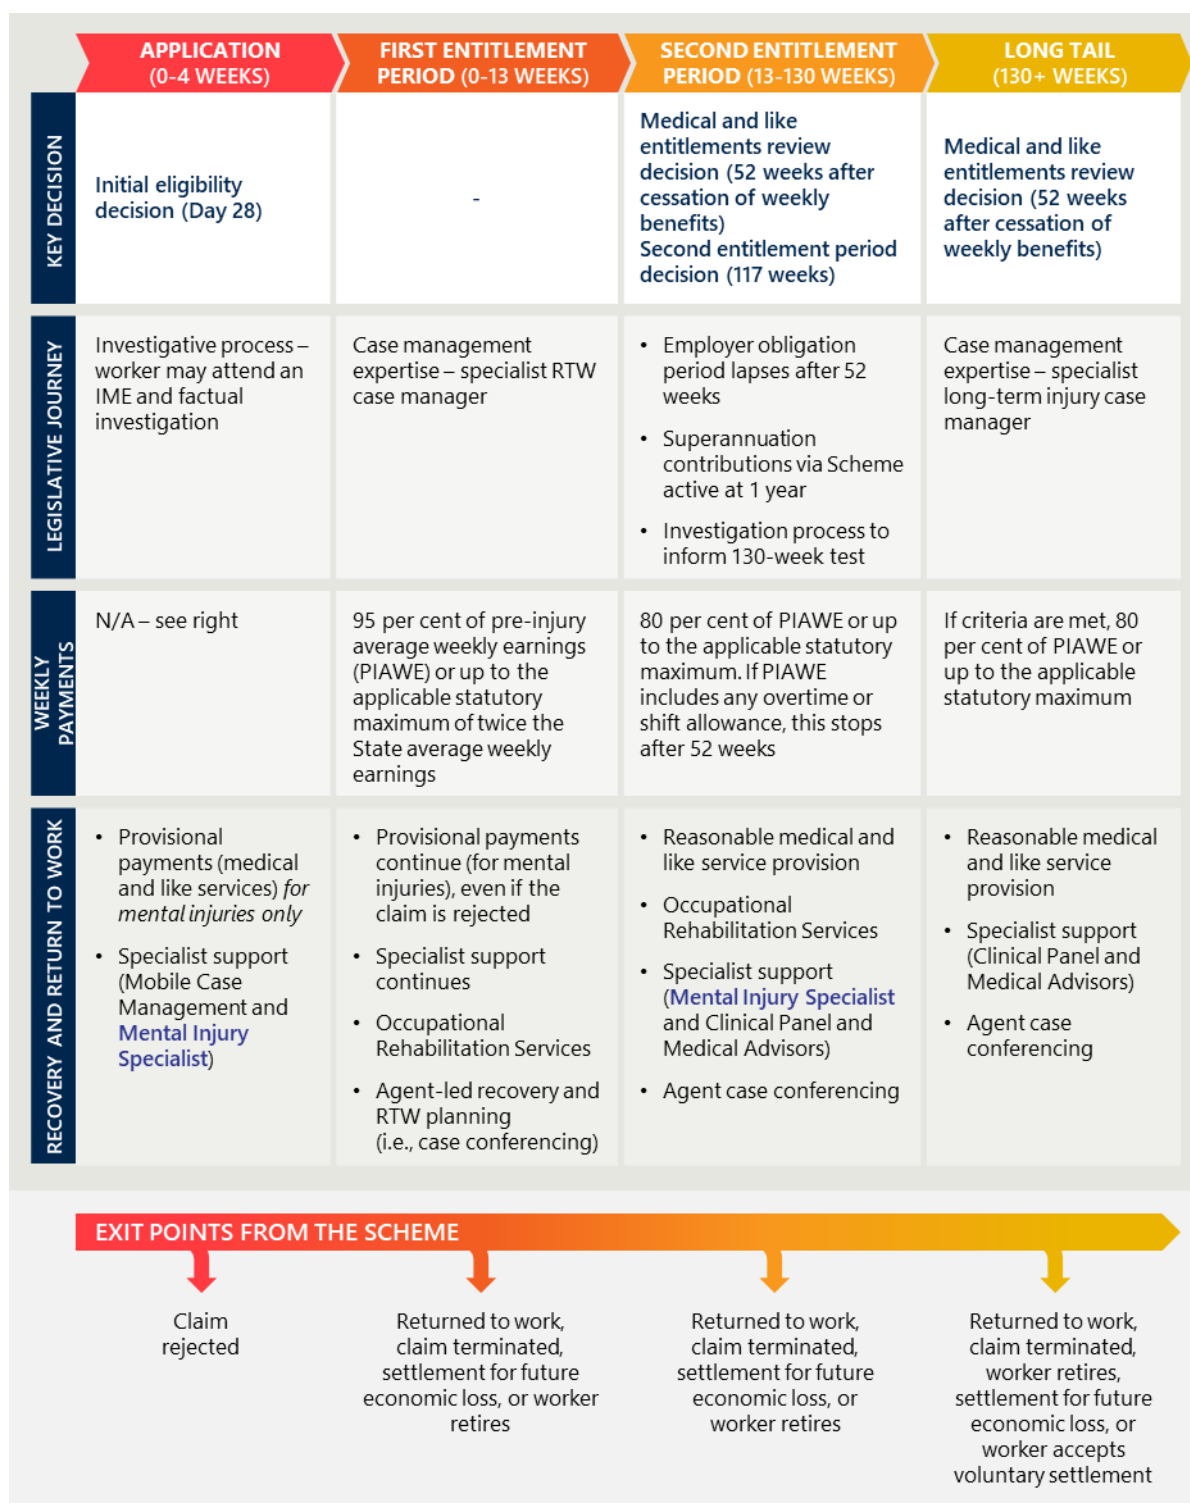 APPLICATION
(0-4 WEEKS)
FIRST ENTITLEMENT
PERIOD (0-13 WEEKS)
SECOND ENTITLEMENT
PERIOD (13-130 WEEKS)
LONG TAIL
(130+ WEEKS)
KEY DECISION
Initial eligibility
decision (Day 28)
-
Medical and like
entitlements review
decision (52 weeks after
cessation of weekly
benefits)
Second entitlement period
decision (117 weeks)
Medical and like
entitlements review
decision (52 weeks
after cessation of
weekly benefits)
LEGISLATIVE JOURNEY
Investigative process –
worker may attend an
IME and factual
investigation
Case management
expertise – specialist RTW
case manager
• Employer obligation
period lapses after 52
weeks
• Superannuation
contributions via Scheme
active at 1 year
• Investigation process to
inform 130-week test
Case management
expertise – specialist
long-term injury case
manager
WEEKLY
PAYMENTS
N/A – see right
95 per cent of pre-injury
average weekly earnings
(PIAWE) or up to the
applicable statutory
maximum of twice the
State average weekly
earnings
80 per cent of PIAWE or up
to the applicable statutory
maximum. If PIAWE
includes any overtime or
shift allowance, this stops
after 52 weeks
If criteria are met, 80
per cent of PIAWE or
up to the applicable
statutory maximum
RECOVERY AND RETURN TO WORK
• Provisional
payments (medical
and like services) for
mental injuries only
• Specialist support
(Mobile Case
Management and
Mental Injury
Specialist)
• Provisional payments
continue (for mental
injuries), even if the
claim is rejected
• Specialist support
continues
• Occupational
Rehabilitation Services
• Agent-led recovery and
RTW planning
(i.e., case conferencing)
• Reasonable medical and
like service provision
• Occupational
Rehabilitation Services
• Specialist support
(Mental Injury Specialist
and Clinical Panel and
Medical Advisors)
• Agent case conferencing
• Reasonable medical
and like service
provision
• Specialist support
(Clinical Panel and
Medical Advisors)
• Agent case
conferencing
EXIT POINTS FROM THE SCHEME
Claim
rejected
Returned to work,
claim terminated,
settlement for future
economic loss, or worker
retires
Returned to work,
claim terminated,
settlement for future
economic loss, or
worker retires
Returned to work,
claim terminated,
worker retires,
settlement for future
economic loss, or
worker accepts
voluntary settlement